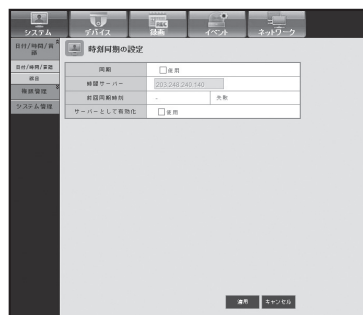 システム
デバイス
録画
イベント
ネットワーク
日付/時間/言語
時刻同期の設定
日付/時間/言語
休日
権限管理
システム管理
同期
使用
時間サーバー
203.248.240.140
前回同期時刻
-
失敗
サーバーとして有効化
使用
適用
キャンセル